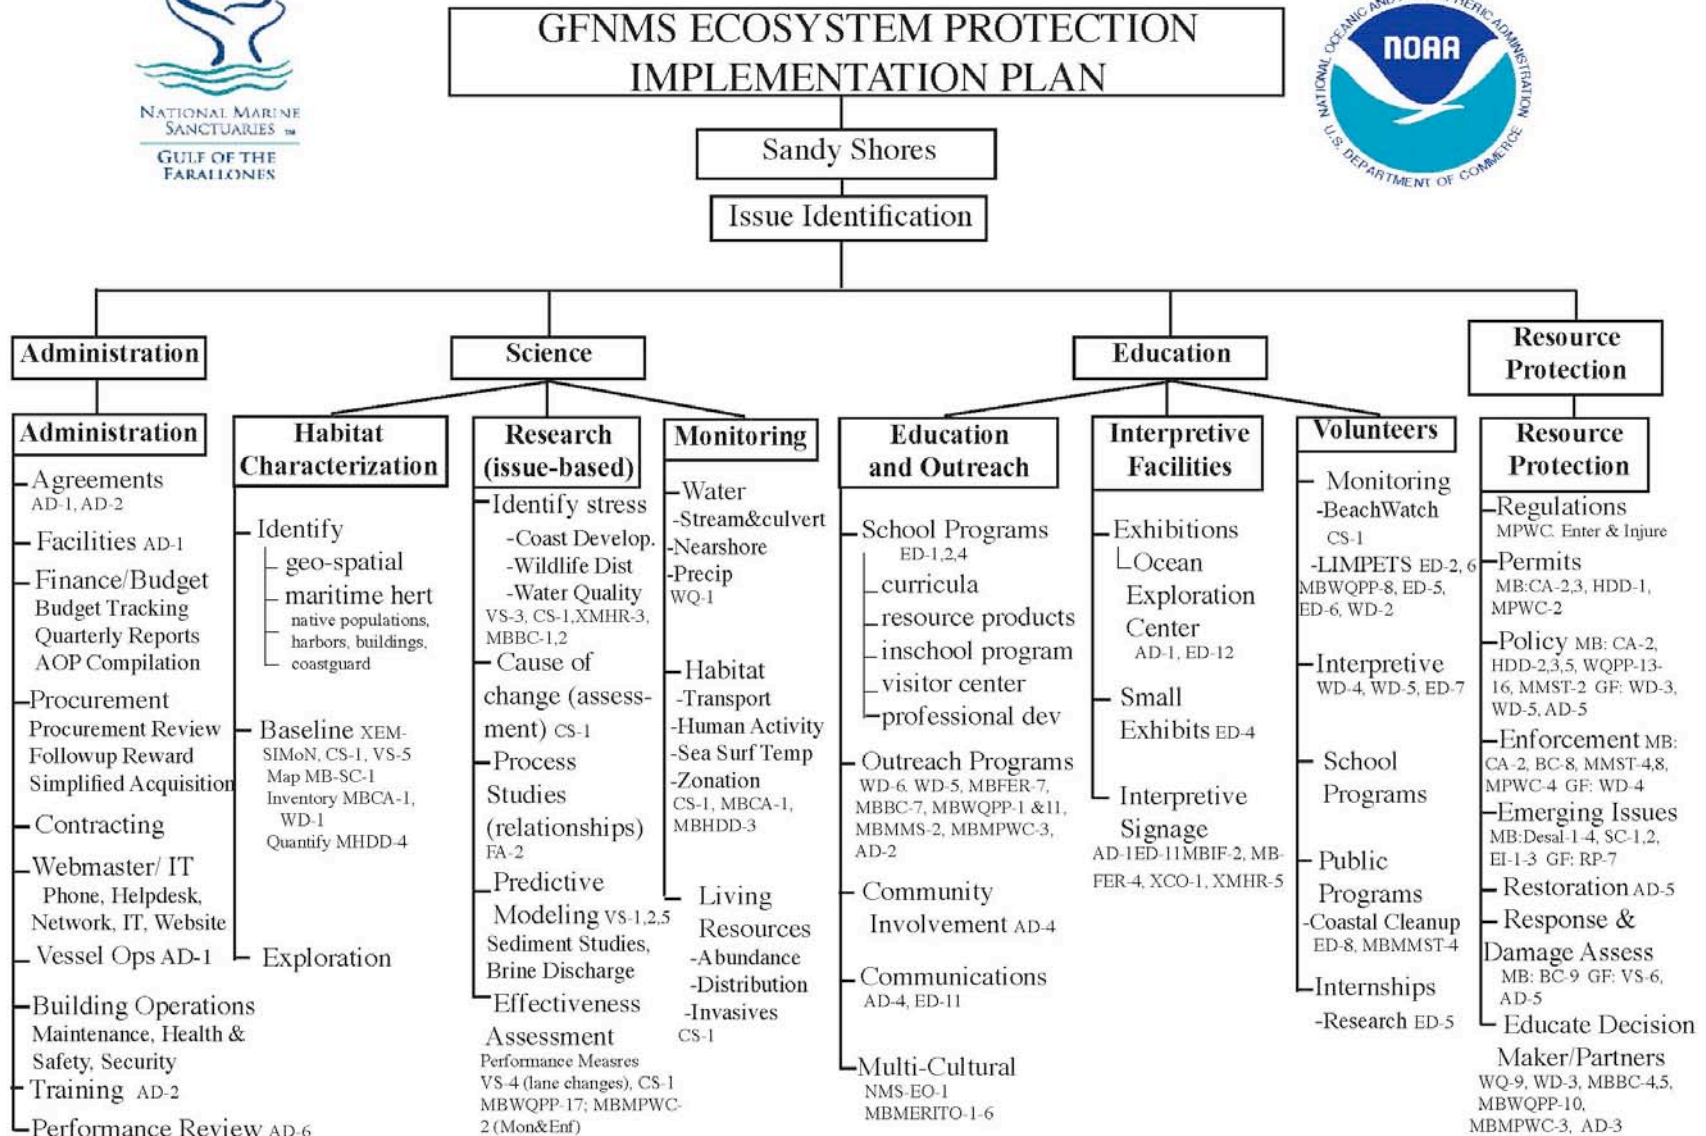 GFNMS ECOSYSTEM PROTECTION
IMPLEMENTATION PLAN
NATIONAL MARINE
SANCTUARIES ™
GULF OF THE
FARALLONES
NOAA
NATIONAL OCEANIC AND ATMOSPHERIC ADMINISTRATION
U.S. DEPARTMENT OF COMMERCE
Sandy Shores
Issue Identification
Administration
Administration
Agreements
AD-1, AD-2
Facilities AD-1
Finance/Budget
Budget Tracking
Quarterly Reports
AOP Compilation
Procurement
Procurement Review
Followup Reward
Simplified Acquisition
Contracting
Webmaster/ IT
Phone, Helpdesk,
Network, IT, Website
Vessel Ops AD-1
Building Operations
Maintenance, Health &
Safety, Security
Training AD-2
Performance Review AD-6
Science
Habitat
Characterization
Identify
geo-spatial
maritime hert
native populations,
harbors, buildings,
coastguard
Baseline XEM-
SIMoN, CS-1, VS-5
Map MB-SC-1
Inventory MBCA-1,
WD-1
Quantify MHDD-4
Exploration
Research
(issue-based)
Identify stress
-Coast Develop.
-Wildlife Dist
-Water Quality
VS-3, CS-1,XMHR-3,
MBBC-1,2
Cause of
change (assess-
ment) CS-1
Process
Studies
(relationships)
FA-2
Predictive
Modeling VS-1,2,5
Sediment Studies,
Brine Discharge
Effectiveness
Assessment
Performance Measres
VS-4 (lane changes), CS-1
MBWQPP-17; MBMPWC-
2 (Mon&Enf)
Monitoring
Water
-Stream&culvert
-Nearshore
-Precip
WQ-1
Habitat
-Transport
-Human Activity
-Sea Surf Temp
-Zonation
CS-1, MBCA-1,
MBHDD-3
Living
Resources
-Abundance
-Distribution
-Invasives
CS-1
Education
Education
and Outreach
School Programs
ED-1,2,4
curricula
resource products
inschool program
visitor center
professional dev
Outreach Programs
WD-6. WD-5, MBFER-7,
MBBC-7, MBWQPP-1 &11,
MBMMS-2, MBMPWC-3,
AD-2
Community
Involvement AD-4
Communications
AD-4, ED-11
Multi-Cultural
NMS-EO-1
MBMERITO-1-6
Interpretive
Facilities
Exhibitions
Ocean
Exploration
Center
AD-1, ED-12
Small
Exhibits ED-4
Interpretive
Signage
AD-1ED-11MBIF-2, MB-
FER-4, XCO-1, XMHR-5
Volunteers
Monitoring
-BeachWatch
CS-1
-LIMPETS ED-2, 6
MBWQPP-8, ED-5,
ED-6, WD-2
Interpretive
WD-4, WD-5, ED-7
School
Programs
Public
Programs
-Coastal Cleanup
ED-8, MBMMST-4
Internships
-Research ED-5
Resource
Protection
Resource
Protection
Regulations
MPWC. Enter & Injure
Permits
MB:CA-2,3, HDD-1,
MPWC-2
Policy MB: CA-2,
HDD-2,3,5, WQPP-13-
16, MMST-2 GF: WD-3,
WD-5, AD-5
Enforcement MB:
CA-2, BC-8, MMST-4,8,
MPWC-4 GF: WD-4
Emerging Issues
MB:Desal-1-4, SC-1,2,
EI-1-3 GF: RP-7
Restoration AD-5
Response &
Damage Assess
MB: BC-9 GF: VS-6,
AD-5
Educate Decision
Maker/Partners
WQ-9, WD-3, MBBC-4,5,
MBWQPP-10,
MBMPWC-3, AD-3